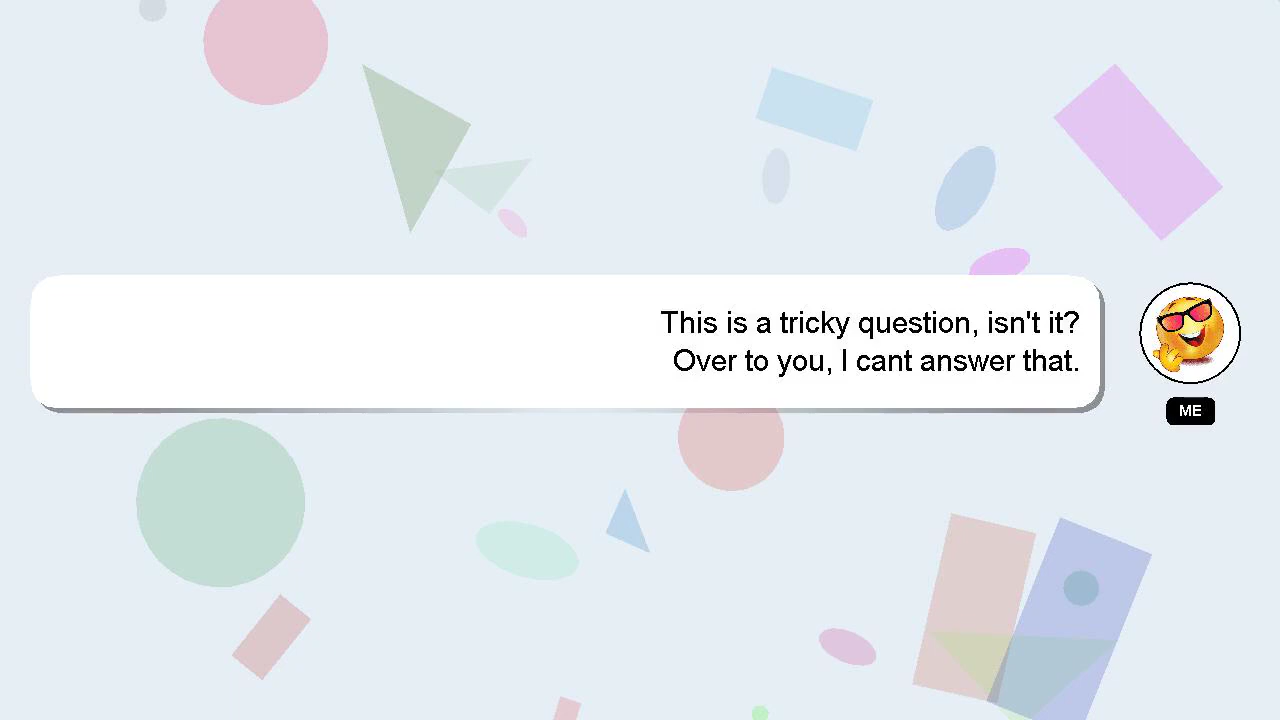 This is a tricky question, isn't it?
Over to you, I cant answer that.
ME